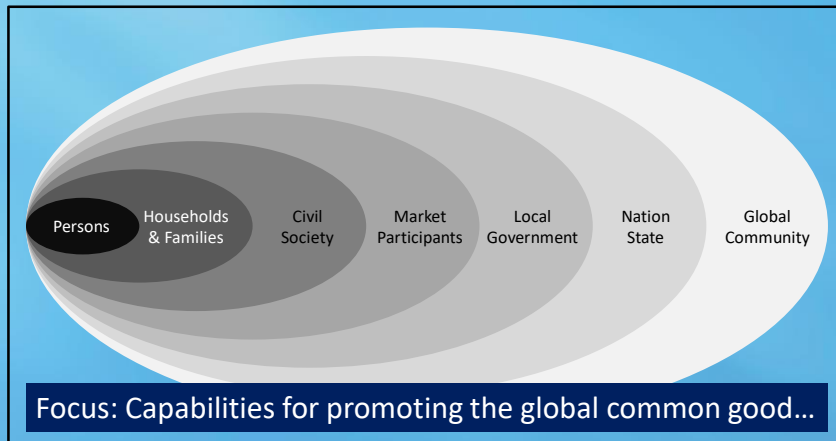 Persons
Households
& Families
Civil
Society
Market
Participants
Local
Government
Nation
State
Global
Community
Focus: Capabilities for promoting the global common good…